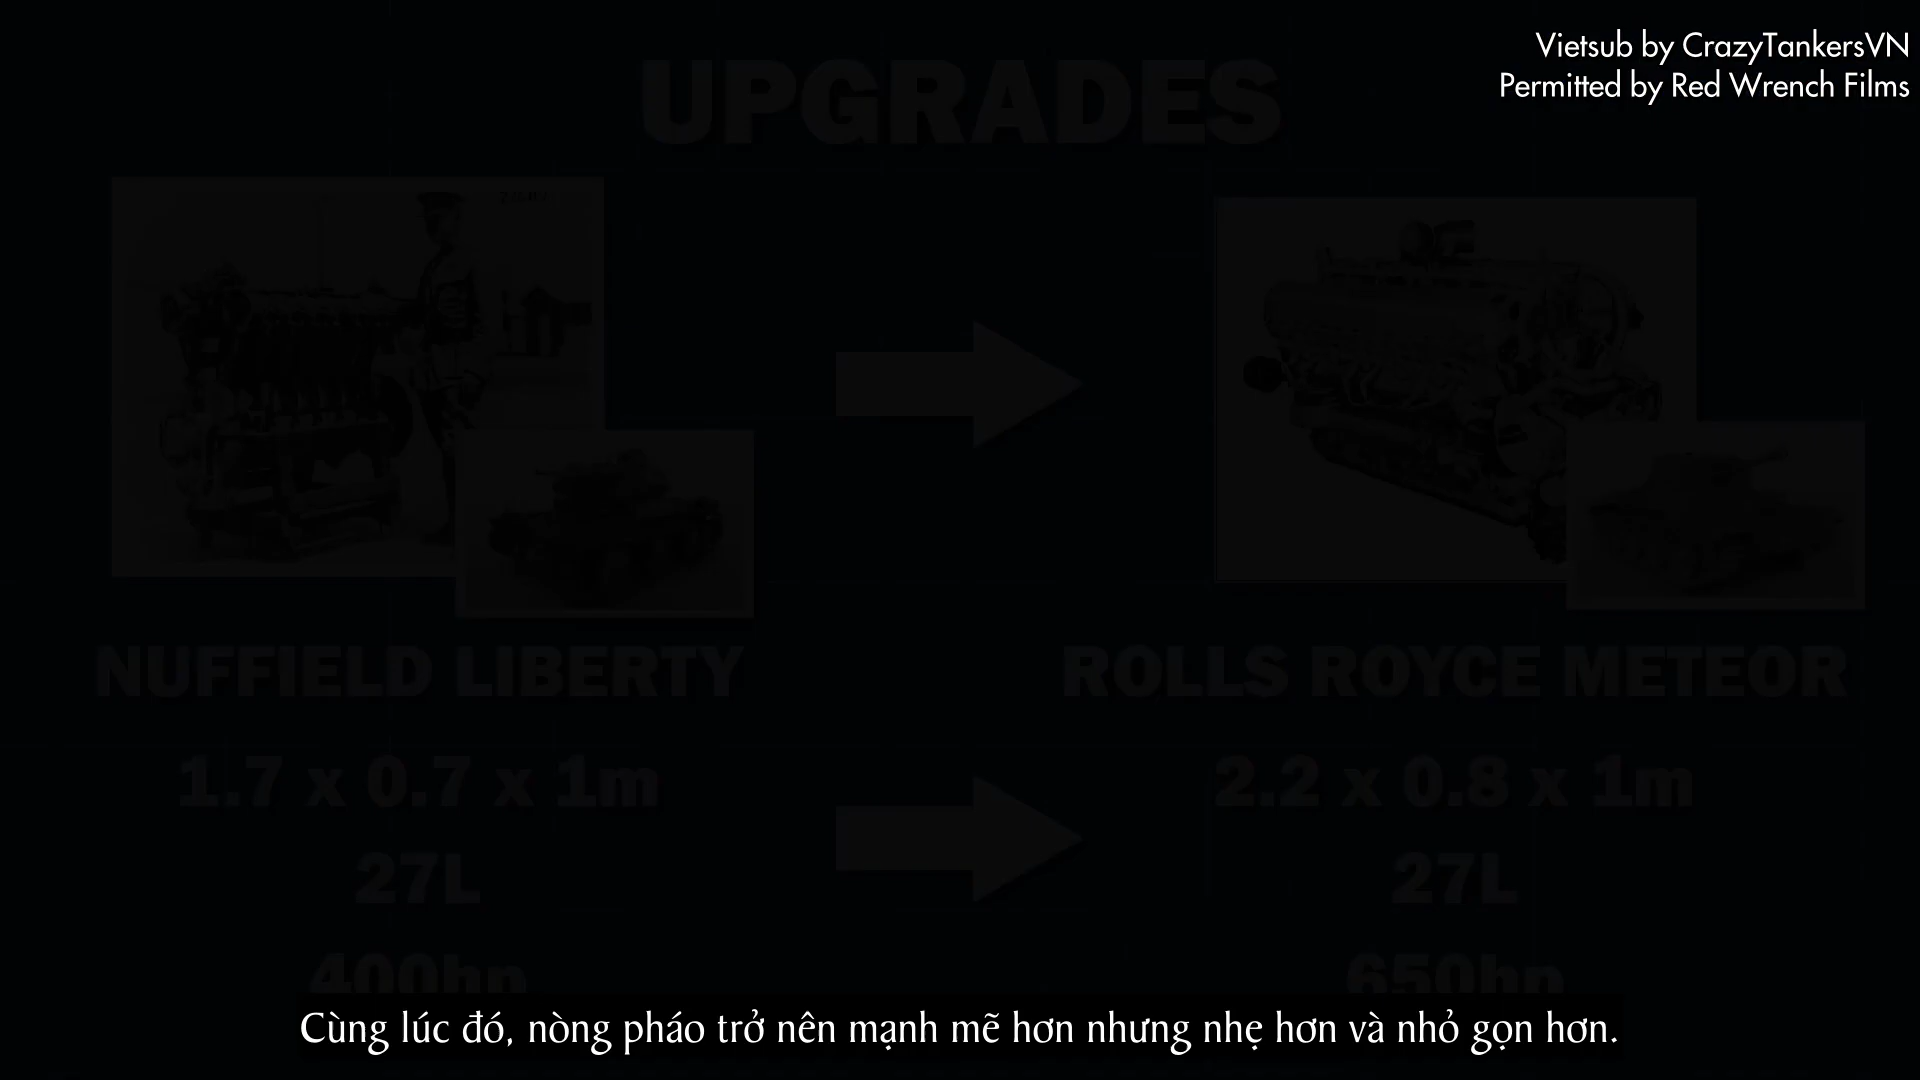 Vietsub by CrazyTankersVN
Permitted by Red Wrench Films
UPGRADES
NUFFIELD LIBERTY
ROLLS ROYCE METEOR
1.7 x 0.7 x 1m
2.2 x 0.8 x 1m
27L
27L
400hp
650hp
Cùng lúc đó, nòng pháo trở nên mạnh mẽ hơn nhưng nhẹ hơn và nhỏ gọn hơn.